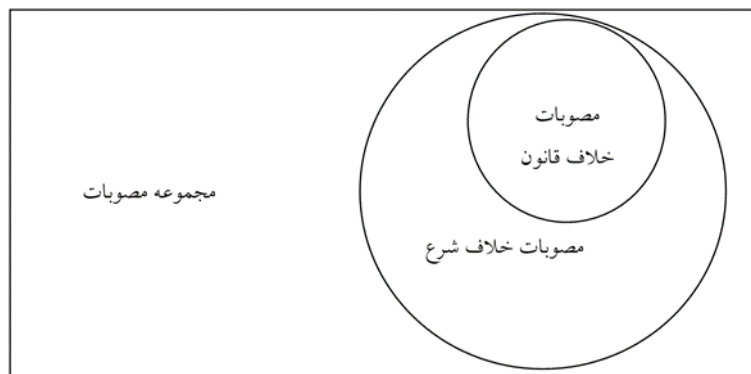 مصوبات
خلاف قانون
مجموعه مصوبات
مصوبات خلاف شرع